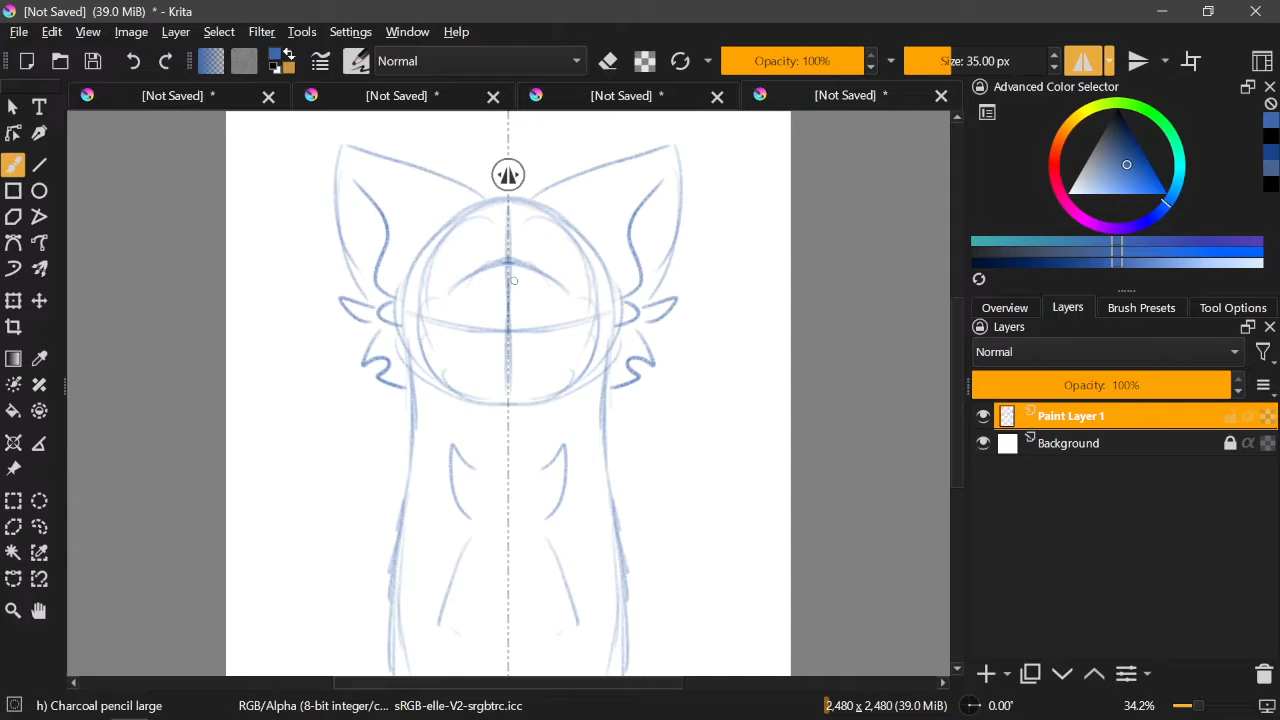 [Not Saved] (39.0 MiB) * - Krita
File Edit View Image Layer Select Filter Tools Settings Window Help
Normal
Opacity: 100%
Size: 35.00 px
[Not Saved] *
[Not Saved] *
[Not Saved] *
[Not Saved] *
Advanced Color Selector
Overview Layers Brush Presets Tool Options
Layers
Normal
Opacity: 100%
Paint Layer 1
Background
h) Charcoal pencil large
RGB/Alpha (8-bit integer/c... sRGB-elle-V2-srgbtrc.icc
2,480 x 2,480 (39.0 MiB)
0.00°
34.2%